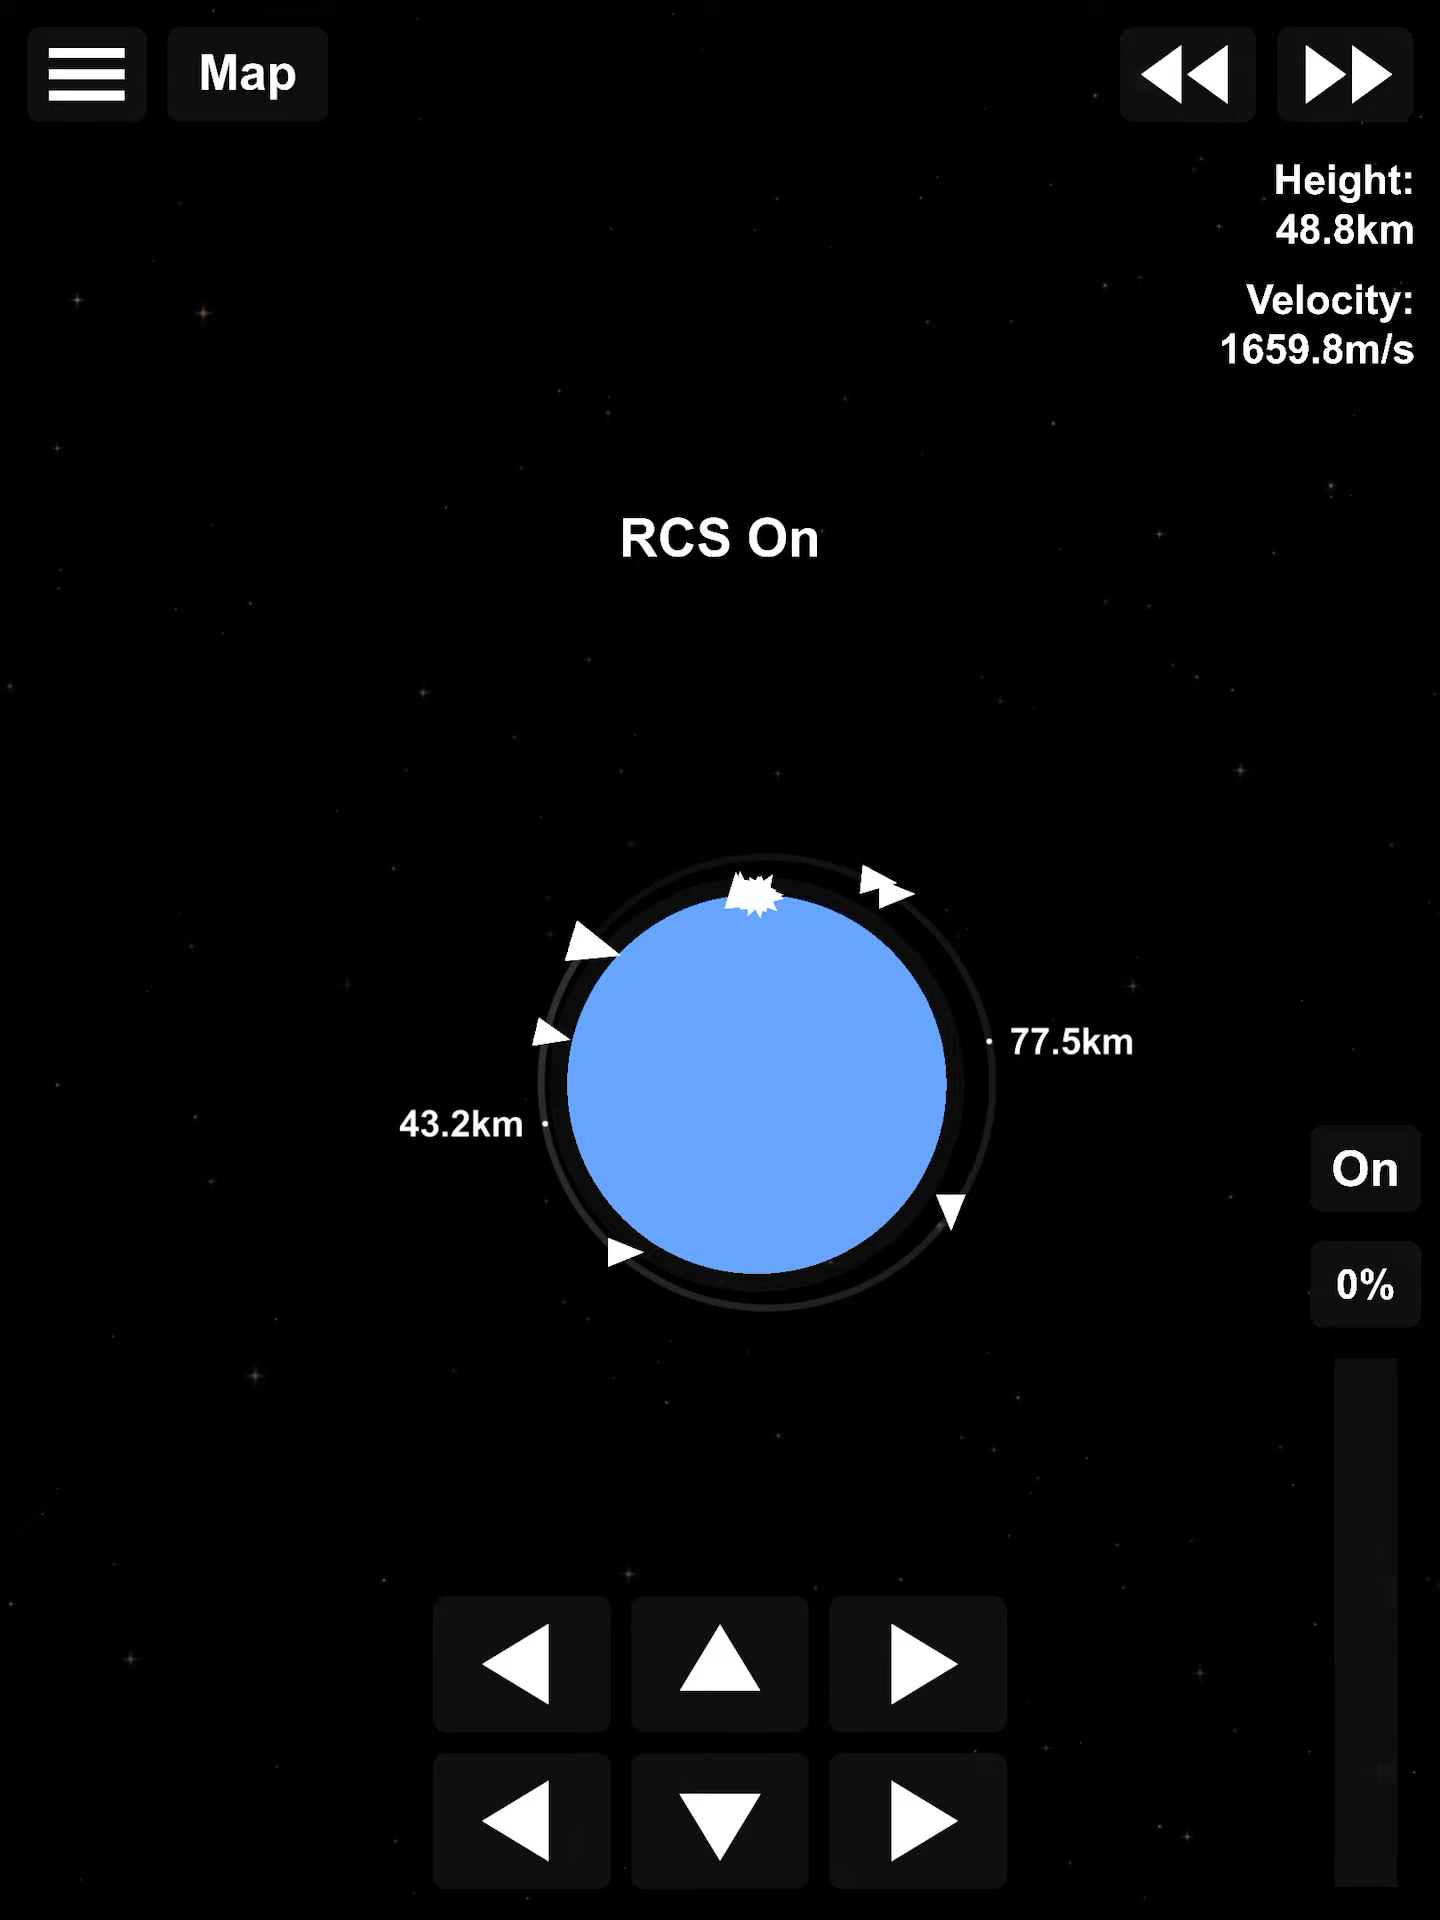 Map
Height:
48.8km
Velocity:
1659.8m/s
RCS On
77.5km
43.2km
On
0%